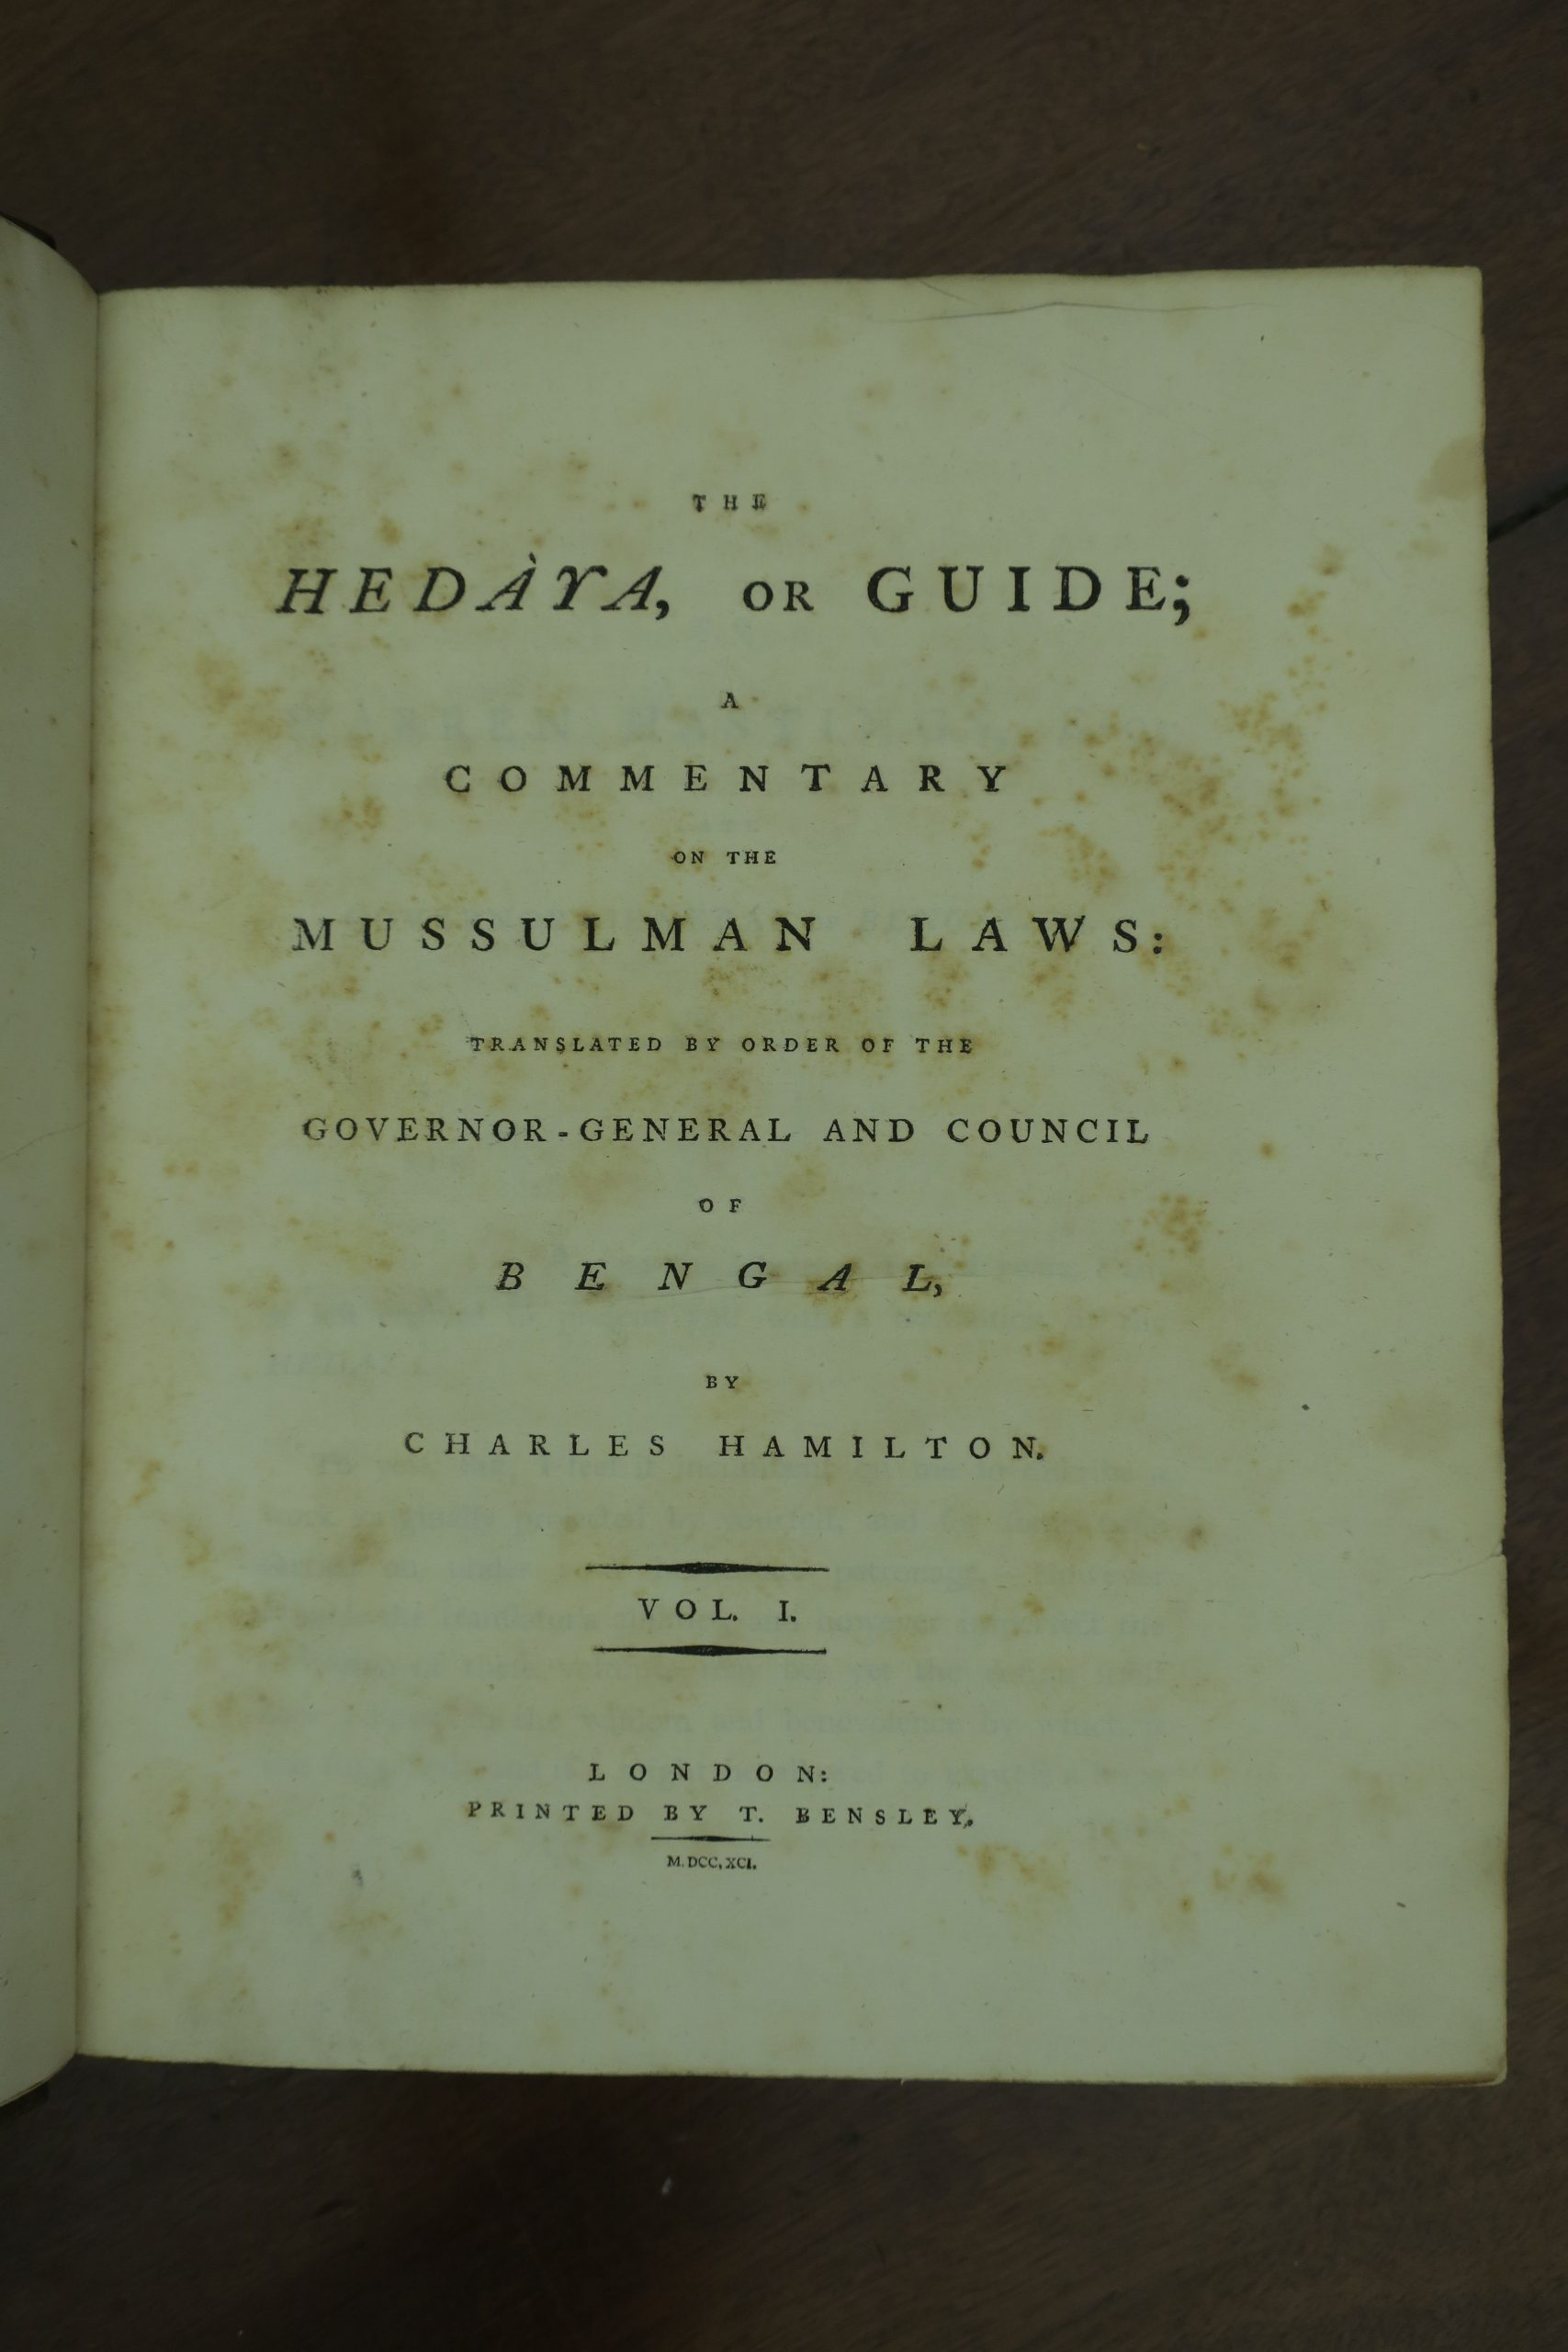 THE
HEDÀYA, OR GUIDE;
A
COMMENTARY
ON THE
MUSSULMAN LAWS:
TRANSLATED BY ORDER OF THE
GOVERNOR-GENERAL AND COUNCIL
OF
BENGAL,
BY
CHARLES HAMILTON.
VOL. I.
LONDON:
PRINTED BY T. BENSLEY.
M.DCC.XCI.